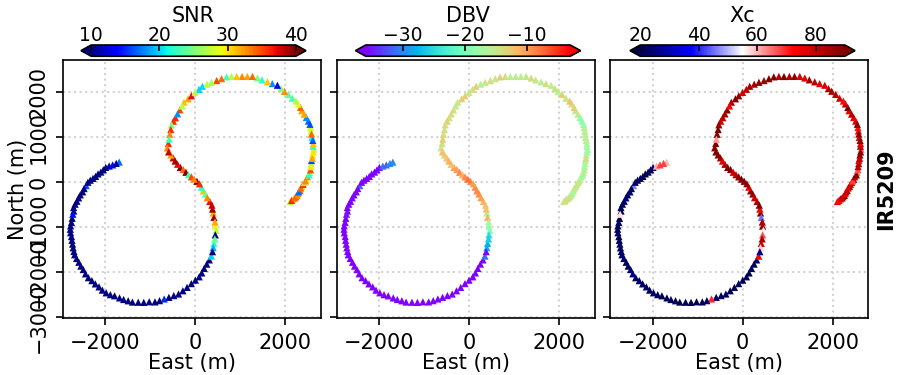 SNR DBV Xc
10 20 30 40 −30 −20 −10 20 40 60 80
2000
1000
0
−1000
−2000
−3000
North (m)
−2000 0 2000 −2000 0 2000 −2000 0 2000
East (m) East (m) East (m)
IR5209